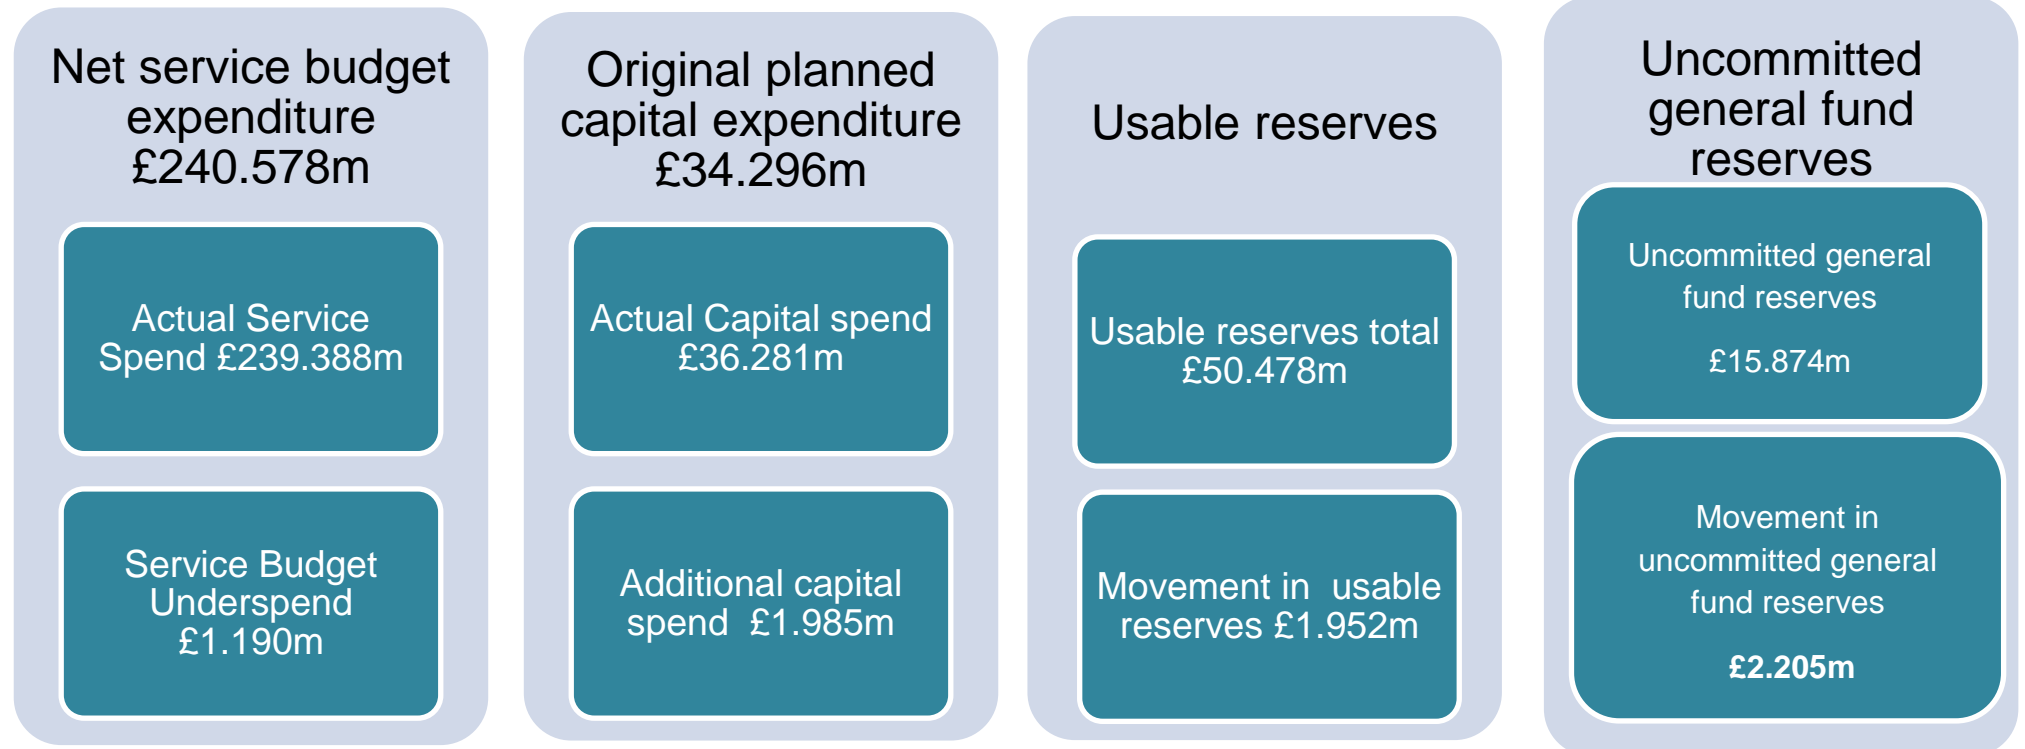 Net service budget
expenditure
£240.578m
Actual Service
Spend £239.388m
Service Budget
Underspend
£1.190m
Original planned
capital expenditure
£34.296m
Actual Capital spend
£36.281m
Additional capital
spend £1.985m
Usable reserves
Usable reserves total
£50.478m
Movement in usable
reserves £1.952m
Uncommitted
general fund
reserves
Uncommitted general
fund reserves
£15.874m
Movement in
uncommitted general
fund reserves
£2.205m